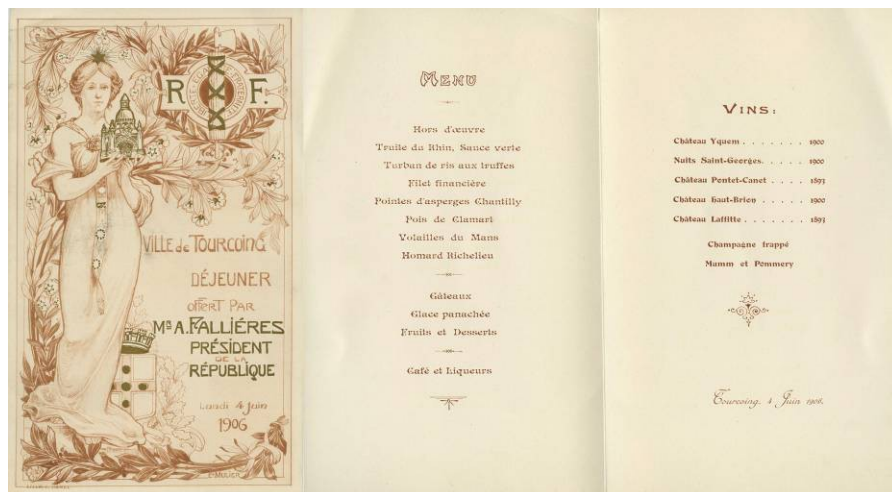 R F.
VILLE de TOURCOING
DÉJEUNER
offERT PAR
Mr A. FALLIÉRES
PRÉSIDENT
DE LA
RÉPUBLIQUE
Lundi 4 Juin
1906
MENU
Hors d'œuvre
Truite du Rhin, Sauce verte
Turban de ris aux truffes
Filet financière
Pointes d'asperges Chantilly
Pois de Clamart
Volailles du Mans
Homard Richelieu
Gâteaux
Glace panachée
Fruits et Desserts
Café et Liqueurs
VINS:
Château Yquem . . . . . . . 1900
Nuits Saint-Georges. . . . . 1900
Château Pontet-Canet . . . . 1893
Château Haut-Brion . . . . . 1900
Château Laffitte . . . . . . . 1893
Champagne frappé
Mumm et Pommery
Tourcoing, 4 Juin 1906.